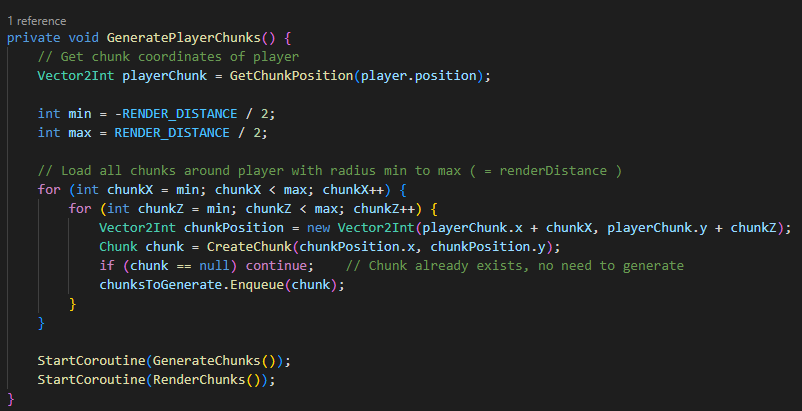 1 reference
private void GeneratePlayerChunks() {
    // Get chunk coordinates of player
    Vector2Int playerChunk = GetChunkPosition(player.position);

    int min = -RENDER_DISTANCE / 2;
    int max = RENDER_DISTANCE / 2;

    // Load all chunks around player with radius min to max ( = renderDistance )
    for (int chunkX = min; chunkX < max; chunkX++) {
        for (int chunkZ = min; chunkZ < max; chunkZ++) {
            Vector2Int chunkPosition = new Vector2Int(playerChunk.x + chunkX, playerChunk.y + chunkZ);
            Chunk chunk = CreateChunk(chunkPosition.x, chunkPosition.y);
            if (chunk == null) continue;    // Chunk already exists, no need to generate
            chunksToGenerate.Enqueue(chunk);
        }
    }

    StartCoroutine(GenerateChunks());
    StartCoroutine(RenderChunks());
}